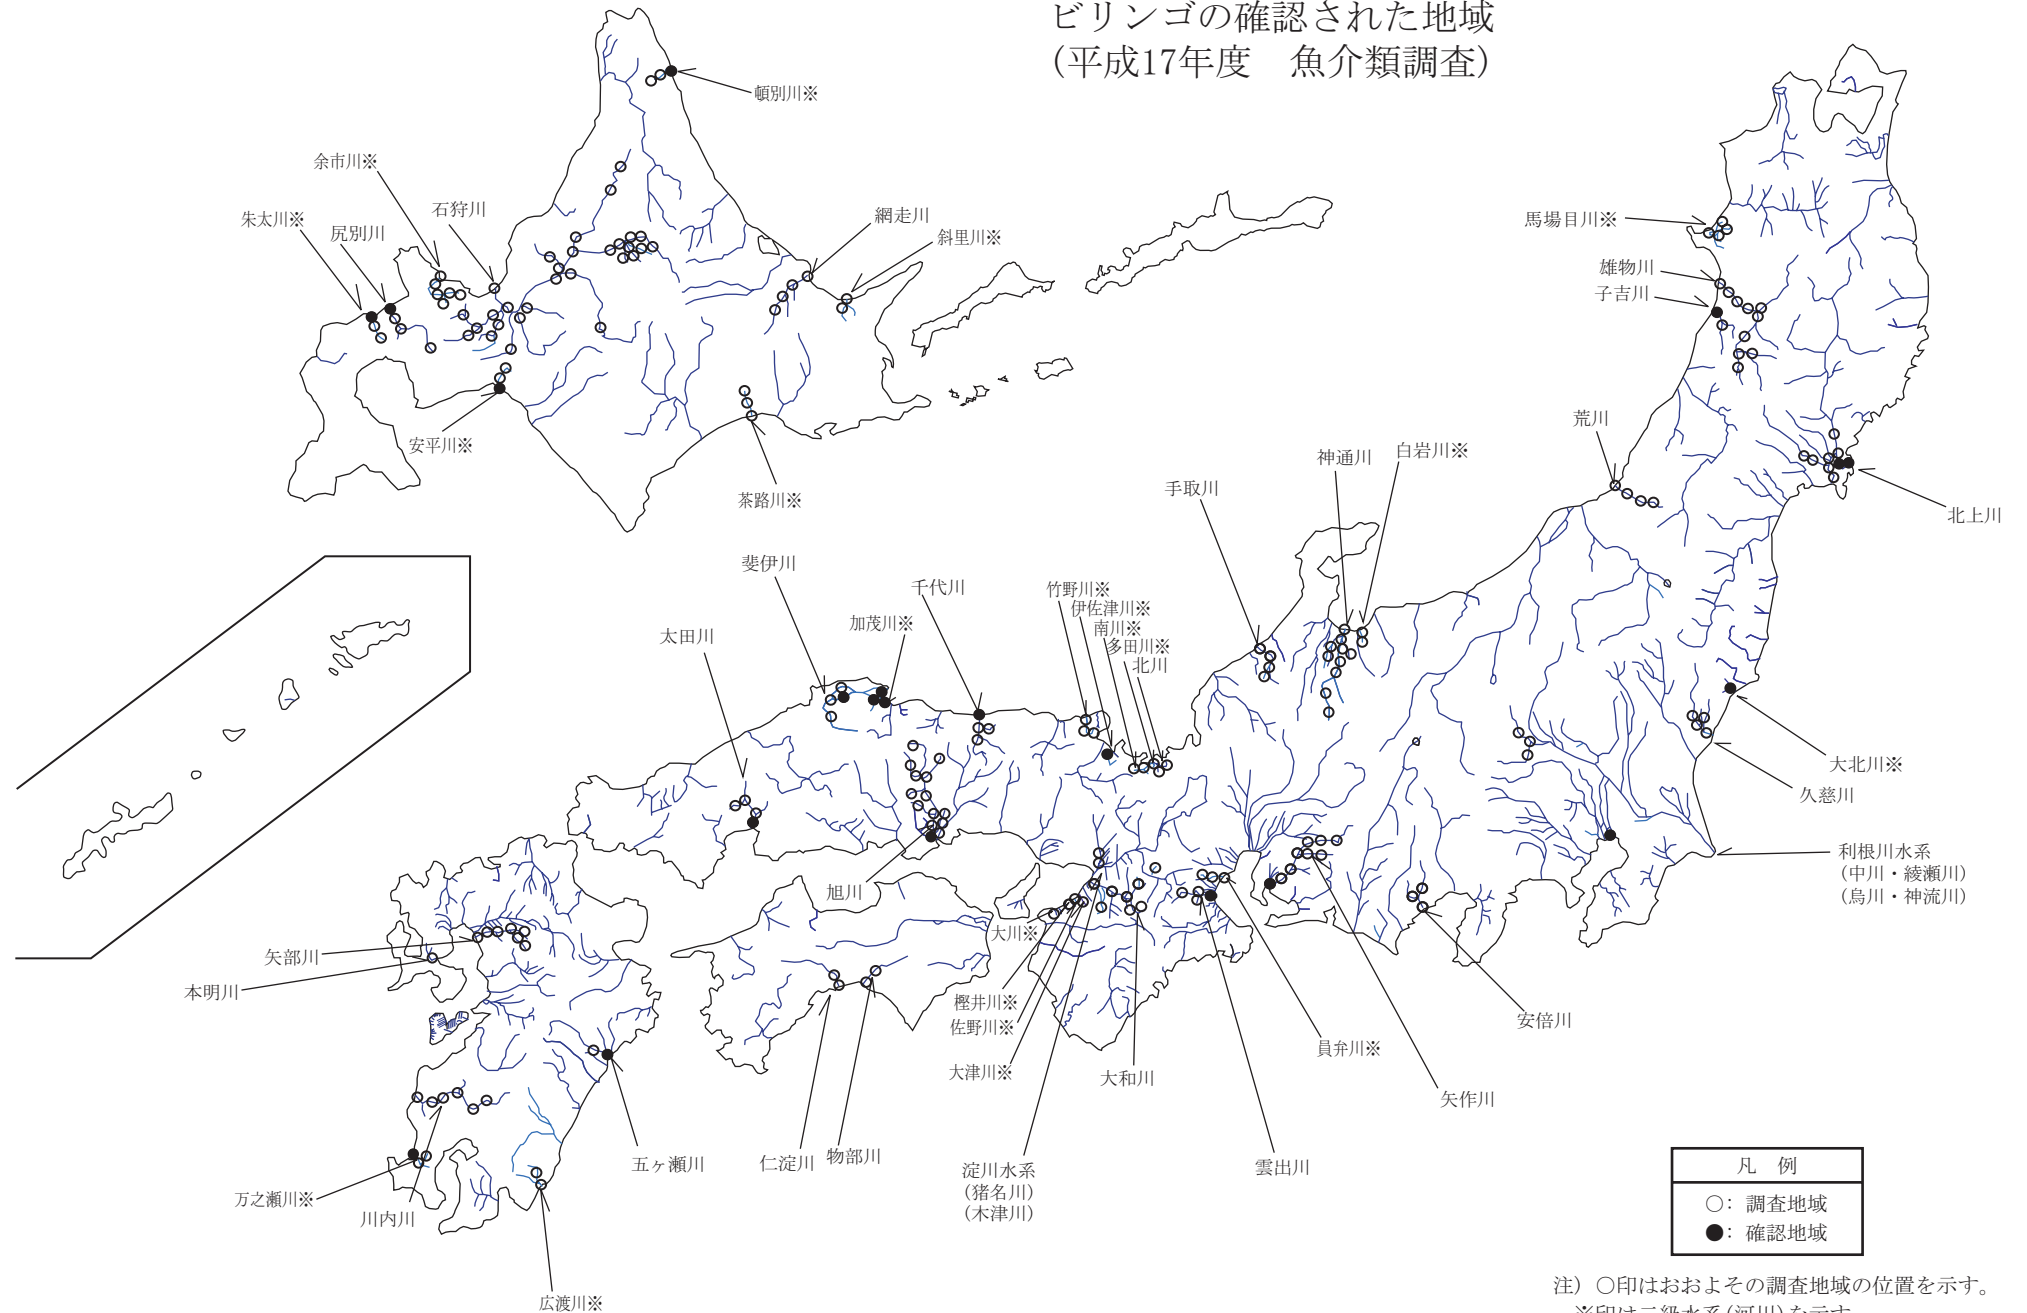 ビリンゴの確認された地域
(平成17年度　魚介類調査)
頓別川※
余市川※
朱太川※
尻別川
石狩川
網走川
斜里川※
安平川※
茶路川※
馬場目川※
雄物川
子吉川
荒川
北上川
神通川
白岩川※
手取川
斐伊川
千代川
加茂川※
太田川
竹野川※
伊佐津川※
南川※
多田川※
北川
大北川※
久慈川
利根川水系
(中川・綾瀬川)
(烏川・神流川)
旭川
矢部川
本明川
大川※
樫井川※
佐野川※
大津川※
大和川
員弁川※
安倍川
矢作川
雲出川
淀川水系
(猪名川)
(木津川)
五ヶ瀬川
仁淀川
物部川
万之瀬川※
川内川
広渡川※
凡　例
○：調査地域
●：確認地域
注）○印はおおよその調査地域の位置を示す。
※印は二級水系(河川)を示す